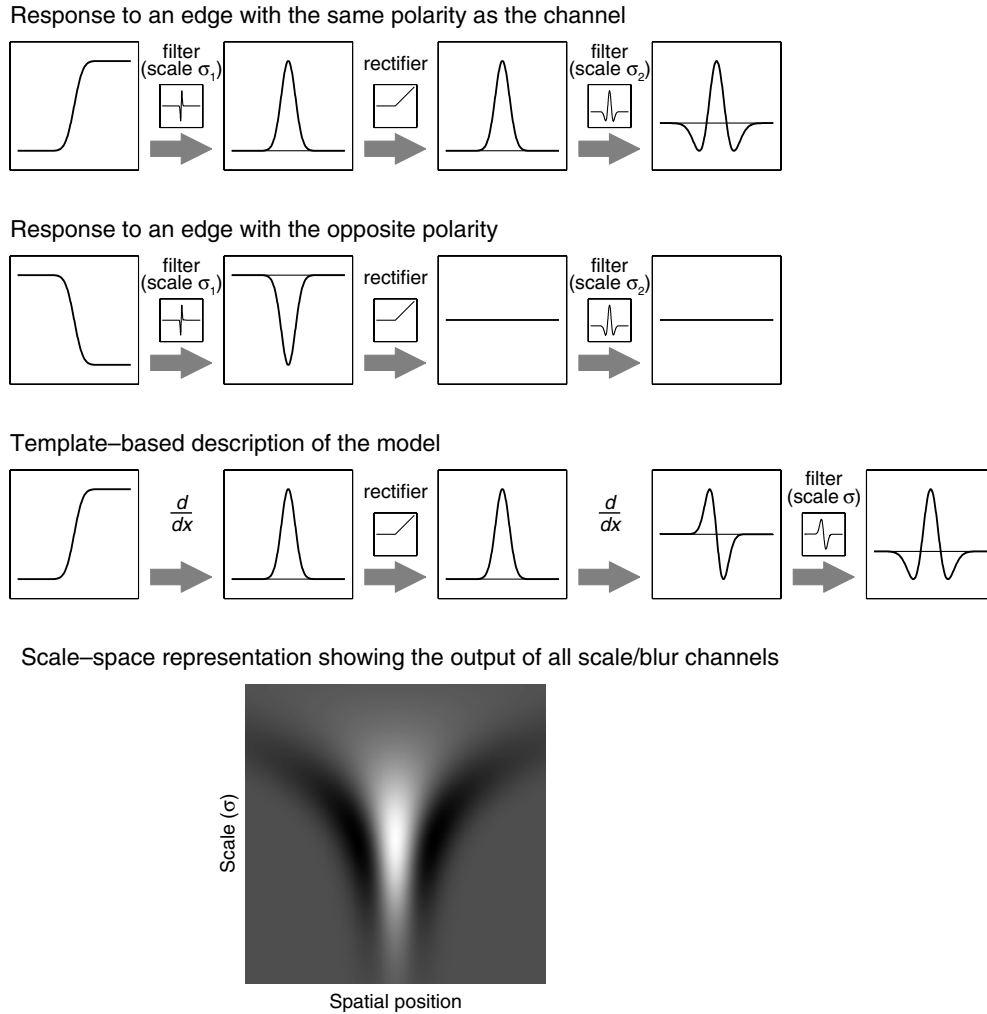 Response to an edge with the same polarity as the channel
filter
(scale σ₁)
rectifier
filter
(scale σ₂)
Response to an edge with the opposite polarity
filter
(scale σ₁)
rectifier
filter
(scale σ₂)
Template–based description of the model
d
dx
rectifier
d
dx
filter
(scale σ)
Scale–space representation showing the output of all scale/blur channels
Scale (σ)
Spatial position